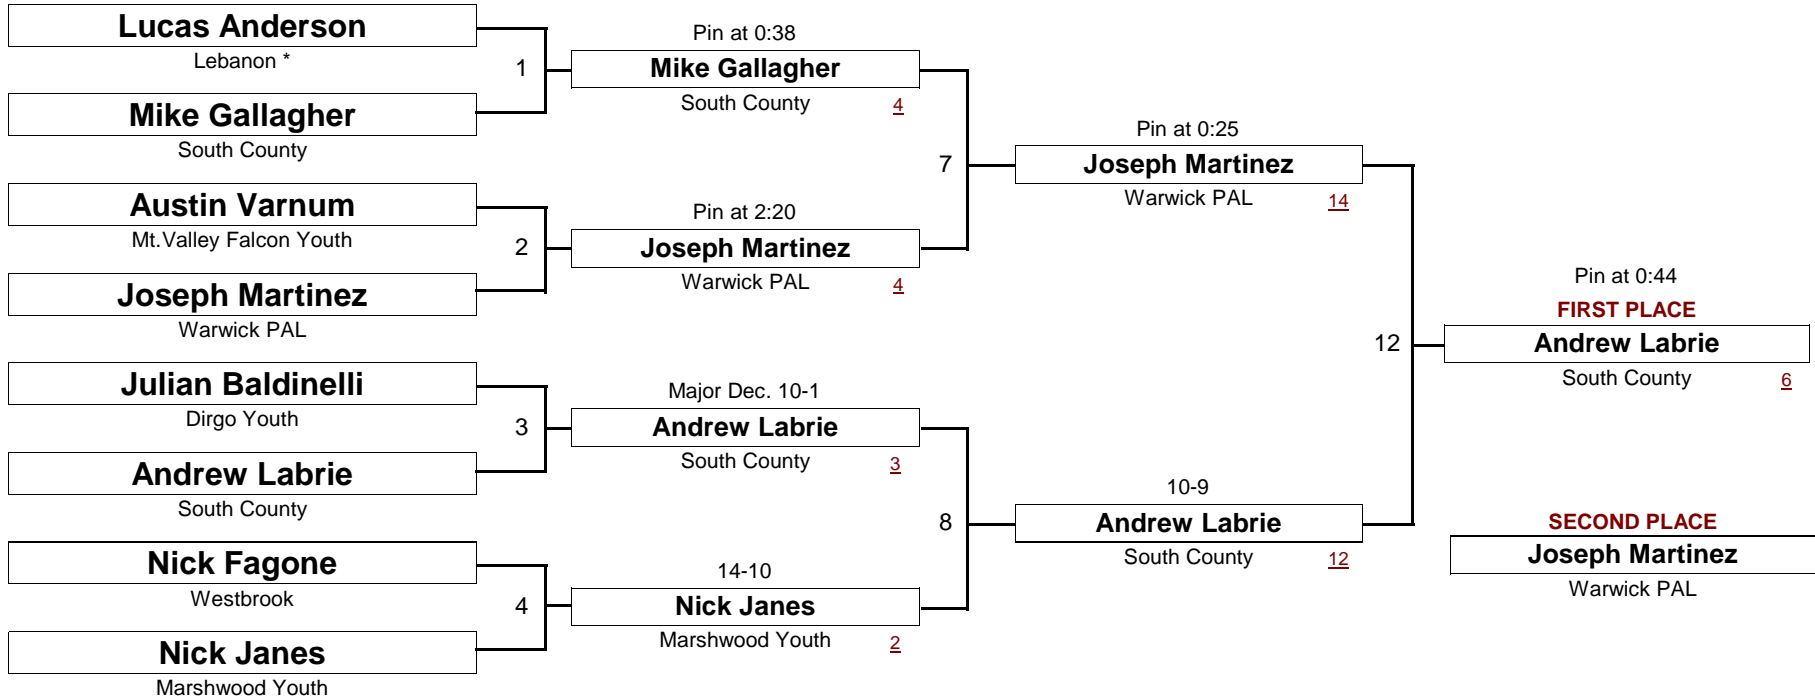 Lucas Anderson
Lebanon *
1
Mike Gallagher
South County
Austin Varnum
Mt.Valley Falcon Youth
2
Joseph Martinez
Warwick PAL
Julian Baldinelli
Dirgo Youth
3
Andrew Labrie
South County
Nick Fagone
Westbrook
4
Nick Janes
Marshwood Youth
Pin at 0:38
Mike Gallagher
South County 4
7
Pin at 2:20
Joseph Martinez
Warwick PAL 4
Major Dec. 10-1
Andrew Labrie
South County 3
8
14-10
Nick Janes
Marshwood Youth 2
Pin at 0:25
Joseph Martinez
Warwick PAL 14
12
10-9
Andrew Labrie
South County 12
Pin at 0:44
FIRST PLACE
Andrew Labrie
South County 6
SECOND PLACE
Joseph Martinez
Warwick PAL